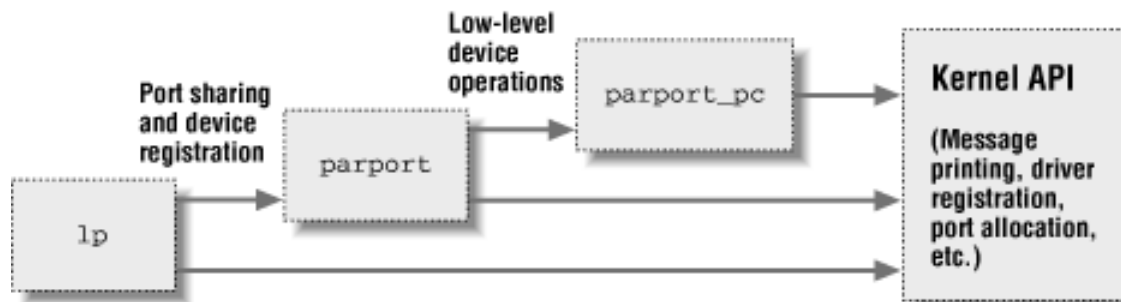 Low-level
device
operations
Port sharing
and device
registration
lp
parport
parport_pc
Kernel API
(Message
printing, driver
registration,
port allocation,
etc.)